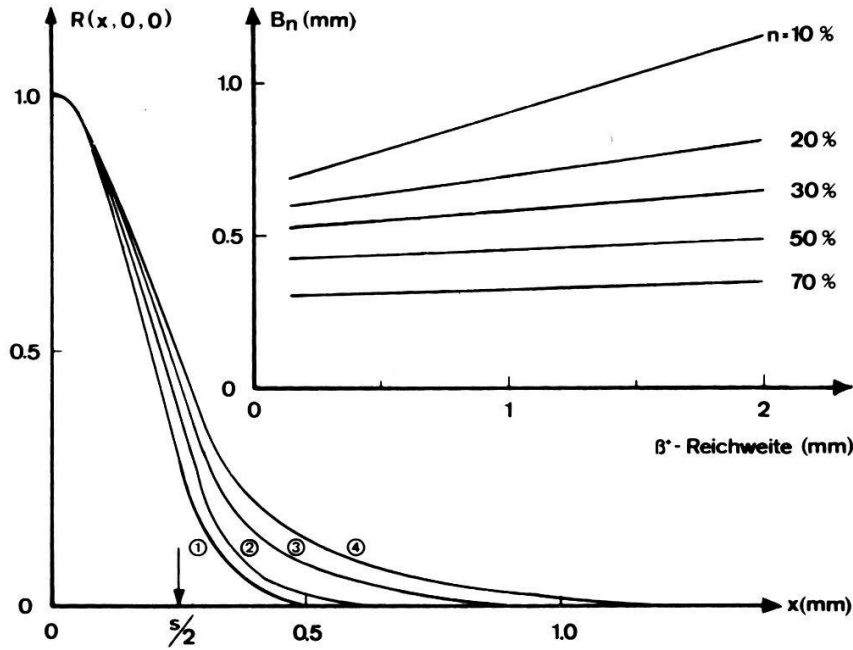 R(x,0,0)
Bn (mm)
n=10 %
1.0
1.0
20 %
30 %
0.5
50 %
70 %
0.5
0
0
1
2
β⁺- Reichweite (mm)
① ② ③ ④
0
x(mm)
0
s/2
0.5
1.0